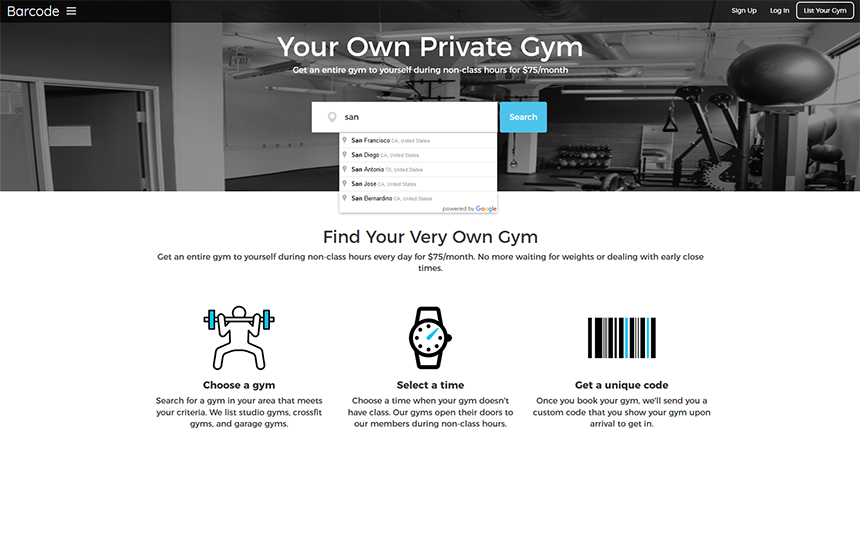 Barcode
Sign Up Log In List Your Gym
Your Own Private Gym
Get an entire gym to yourself during non-class hours for $75/month
san Search
San Francisco CA, United States
San Diego CA, United States
San Antonio TX, United States
San Jose CA, United States
San Bernardino CA, United States
powered by Google
Find Your Very Own Gym
Get an entire gym to yourself during non-class hours every day for $75/month. No more waiting for weights or dealing with early close
times.
Choose a gym
Search for a gym in your area that meets
your criteria. We list studio gyms, crossfit
gyms, and garage gyms.
Select a time
Choose a time when your gym doesn't
have class. Our gyms open their doors to
our members during non-class hours.
Get a unique code
Once you book your gym, we'll send you a
custom code that you show your gym upon
arrival to get in.